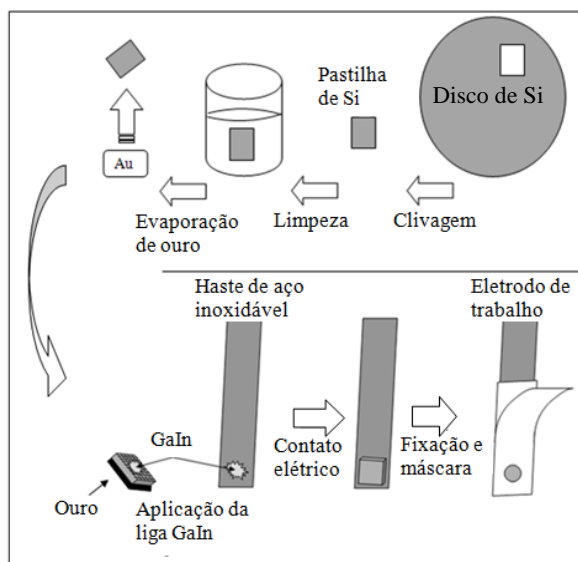 Disco de Si
Pastilha
de Si
Au
Evaporação
de ouro
Limpeza
Clivagem
Haste de aço
inoxidável
Eletrodo de
trabalho
GaIn
Contato
elétrico
Fixação e
máscara
Ouro
Aplicação da
liga GaIn